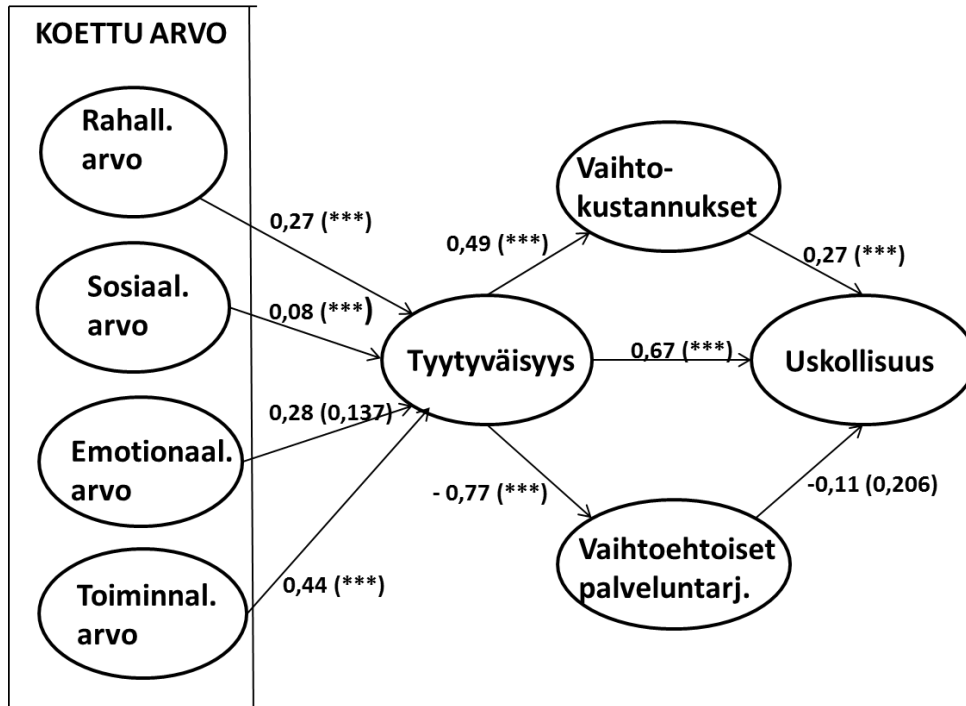 KOETTU ARVO
Rahall.
arvo
0,27 (***)
Sosiaal.
arvo
0,08 (***)
Emotionaal.
arvo
0,28 (0,137)
Toiminnal.
arvo
0,44 (***)
Tyytyväisyys
0,49 (***)
Vaihto-
kustannukset
0,27 (***)
0,67 (***)
Uskollisuus
- 0,77 (***)
Vaihtoehtoiset
palveluntarj.
-0,11 (0,206)